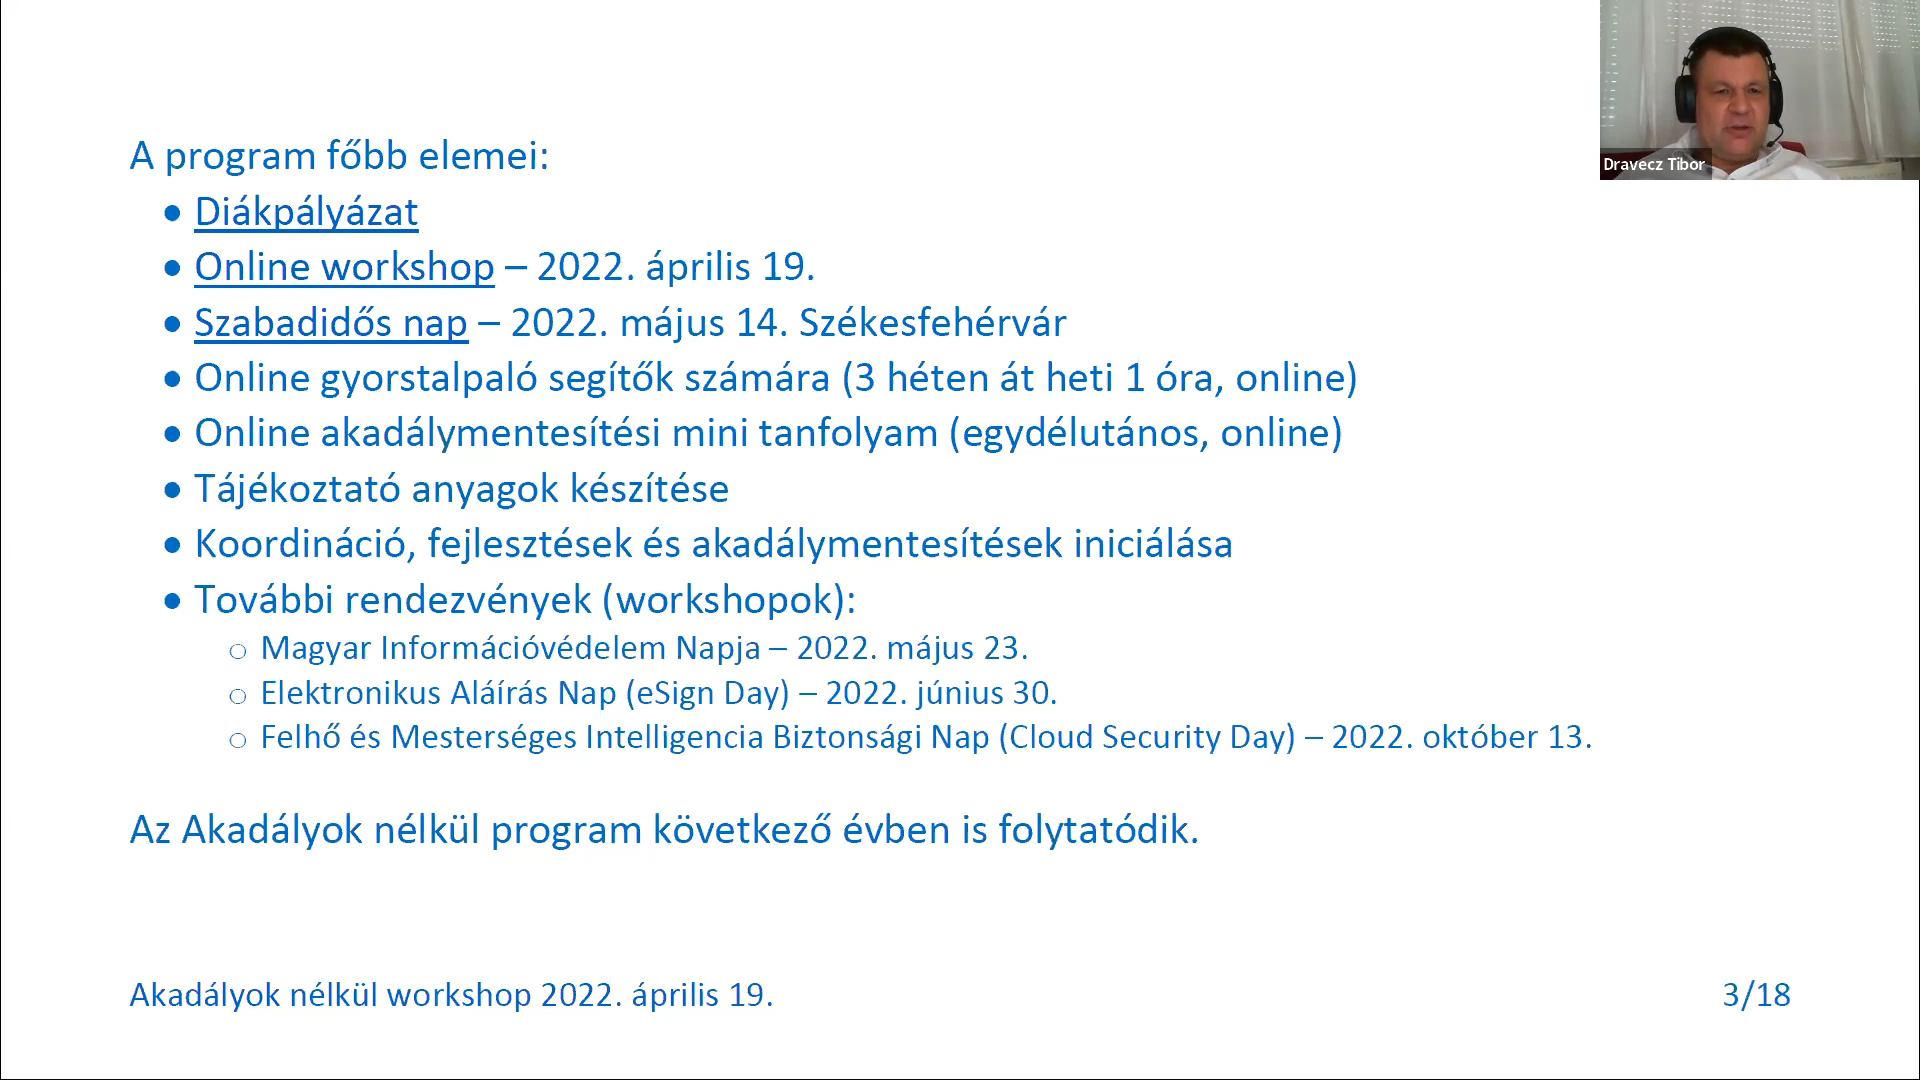 A program főbb elemei:
• Diákpályázat
• Online workshop – 2022. április 19.
• Szabadidős nap – 2022. május 14. Székesfehérvár
• Online gyorstalpaló segítők számára (3 héten át heti 1 óra, online)
• Online akadálymentesítési mini tanfolyam (egydélutános, online)
• Tájékoztató anyagok készítése
• Koordináció, fejlesztések és akadálymentesítések iniciálása
• További rendezvények (workshopok):
○ Magyar Információvédelem Napja – 2022. május 23.
○ Elektronikus Aláírás Nap (eSign Day) – 2022. június 30.
○ Felhő és Mesterséges Intelligencia Biztonsági Nap (Cloud Security Day) – 2022. október 13.
Az Akadályok nélkül program következő évben is folytatódik.
Akadályok nélkül workshop 2022. április 19.
3/18
Dravecz Tibor